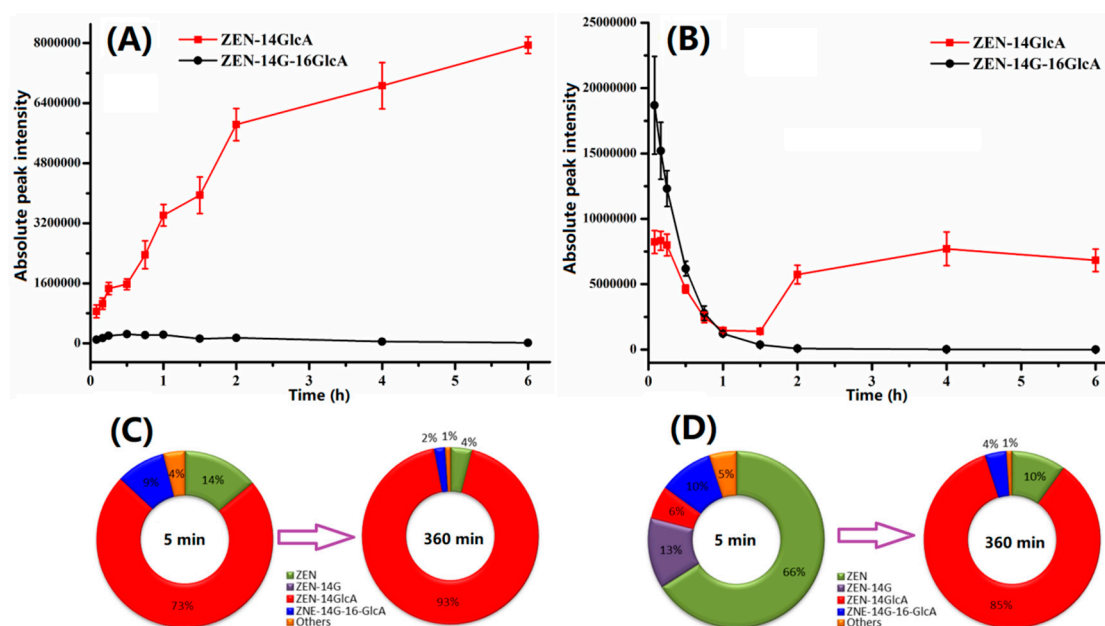 (A)
ZEN-14GlcA
ZEN-14G-16GlcA
Absolute peak intensity
8000000
6400000
4800000
3200000
1600000
0
0 1 2 3 4 5 6
Time (h)
(B)
ZEN-14GlcA
ZEN-14G-16GlcA
Absolute peak intensity
25000000
20000000
15000000
10000000
5000000
0
0 1 2 3 4 5 6
Time (h)
(C)
4%
14%
9%
73%
5 min
2%
1%
4%
93%
360 min
ZEN
ZEN-14G
ZEN-14GlcA
ZNE-14G-16-GlcA
Others
(D)
5%
10%
6%
13%
66%
5 min
4%
1%
10%
85%
360 min
ZEN
ZEN-14G
ZEN-14GlcA
ZNE-14G-16-GlcA
Others